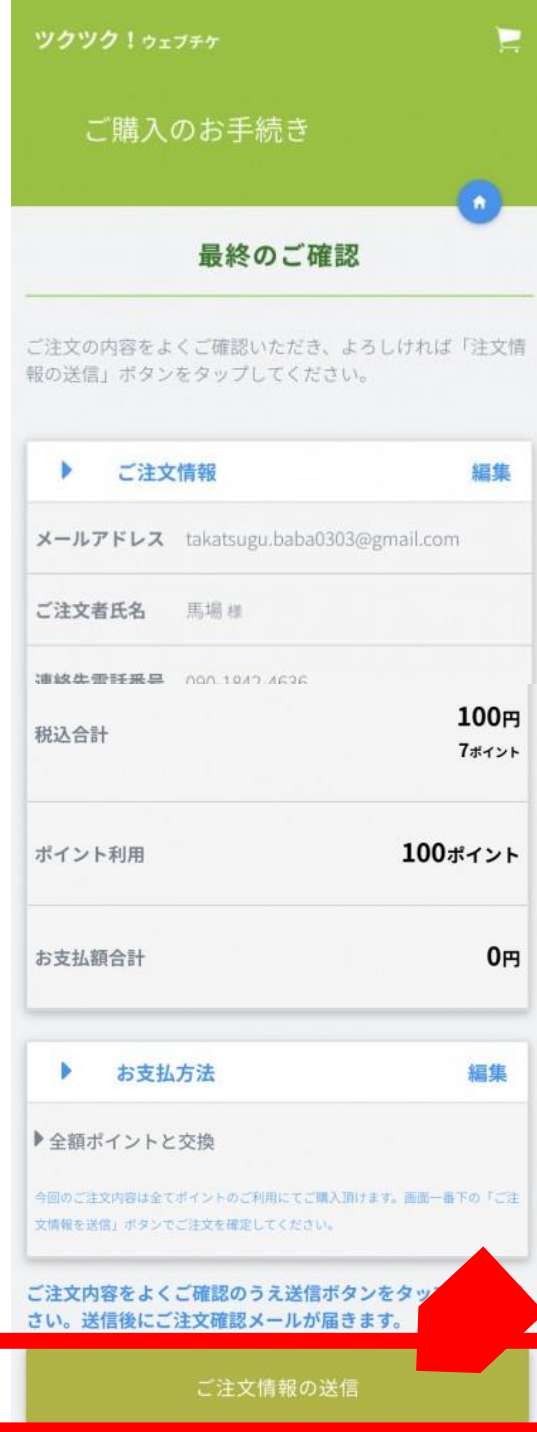 ツクツク！ウェブチケ
ご購入のお手続き
最終のご確認
ご注文の内容をよくご確認いただき、よろしければ「注文情
報の送信」ボタンをタップしてください。
ご注文情報 編集
メールアドレス takatsugu.baba0303@gmail.com
ご注文者氏名 馬場 様
連絡先電話番号 090-1842-4636
税込合計 100円
7ポイント
ポイント利用 100ポイント
お支払額合計 0円
お支払方法 編集
全額ポイントと交換
今回のご注文内容は全てポイントのご利用にてご購入頂けます。画面一番下の「ご注
文情報を送信」ボタンでご注文を確定してください。
ご注文内容をよくご確認のうえ送信ボタンをタッ
さい。送信後にご注文確認メールが届きます。
ご注文情報の送信